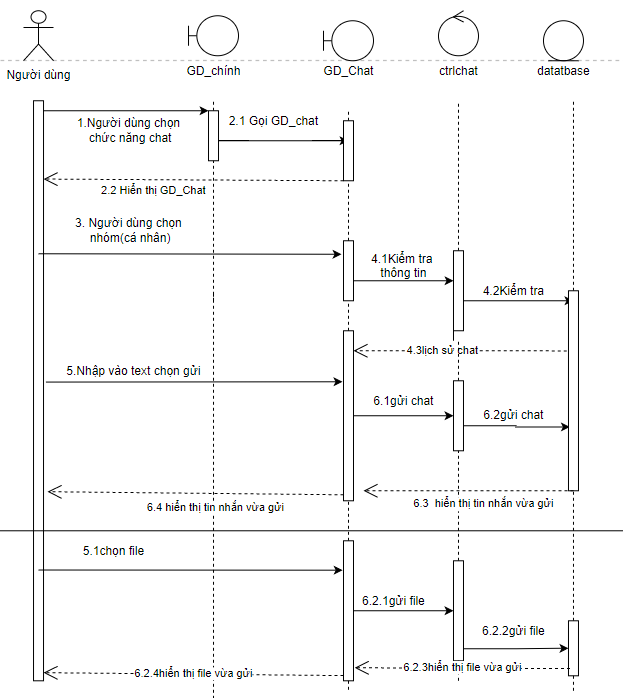 Người dùng
GD_chính
GD_Chat
ctrlchat
datatbase
1.Người dùng chọn
chức năng chat
2.1 Gọi GD_chat
2.2 Hiển thị GD_Chat
3. Người dùng chọn
nhóm(cá nhân)
4.1Kiểm tra
thông tin
4.2Kiểm tra
4.3lịch sử chat
5.Nhập vào text chọn gửi
6.1gửi chat
6.2gửi chat
6.3 hiển thị tin nhắn vừa gửi
6.4 hiển thị tin nhắn vừa gửi
5.1chọn file
6.2.1gửi file
6.2.2gửi file
6.2.3hiển thị file vừa gửi
6.2.4hiển thị file vừa gửi